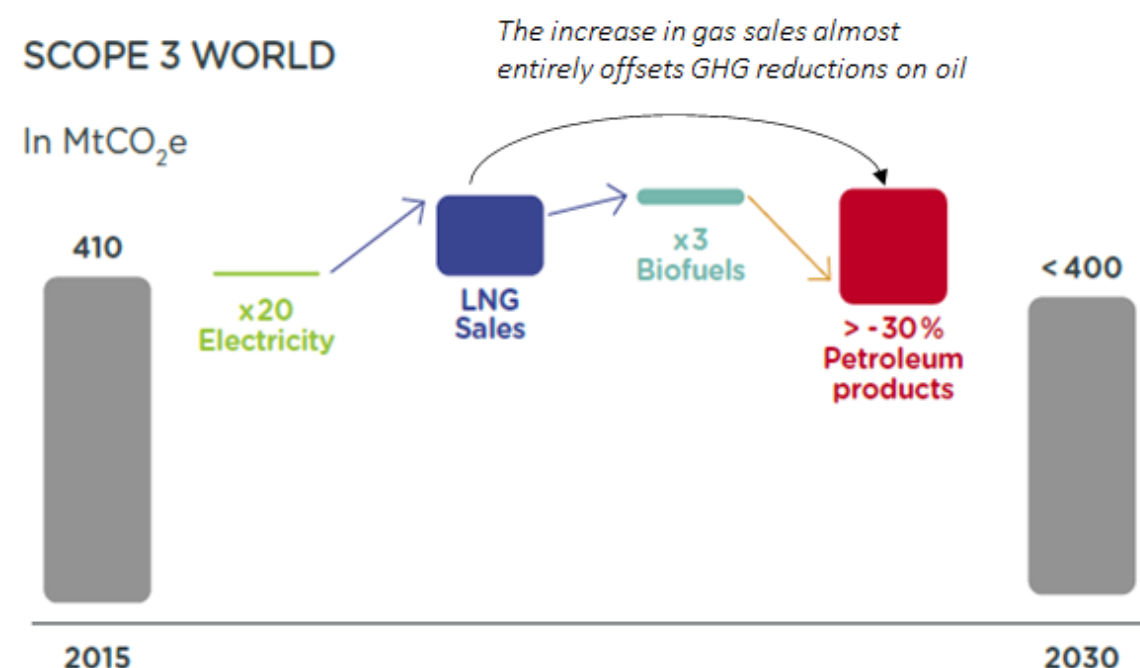 SCOPE 3 WORLD
The increase in gas sales almost
entirely offsets GHG reductions on oil
In MtCO₂e
410
x20
Electricity
LNG
Sales
x3
Biofuels
> -30%
Petroleum
products
< 400
2015
2030